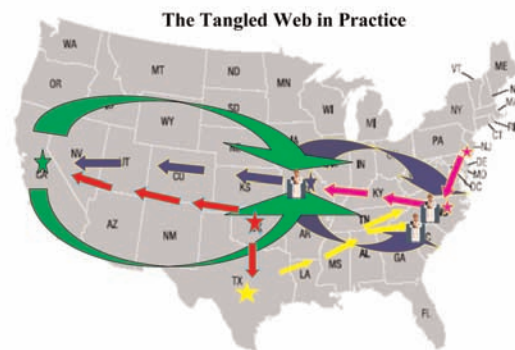 The Tangled Web in Practice
WA
MT
ND
MN
ME
VT
OR
SD
WI
MI
NY
WY
PA
NJ
NV
UT
CO
KS
IN
KY
DE
MO
DC
CA
AZ
NM
AR
TN
TX
LA
MS
AL
GA
FL